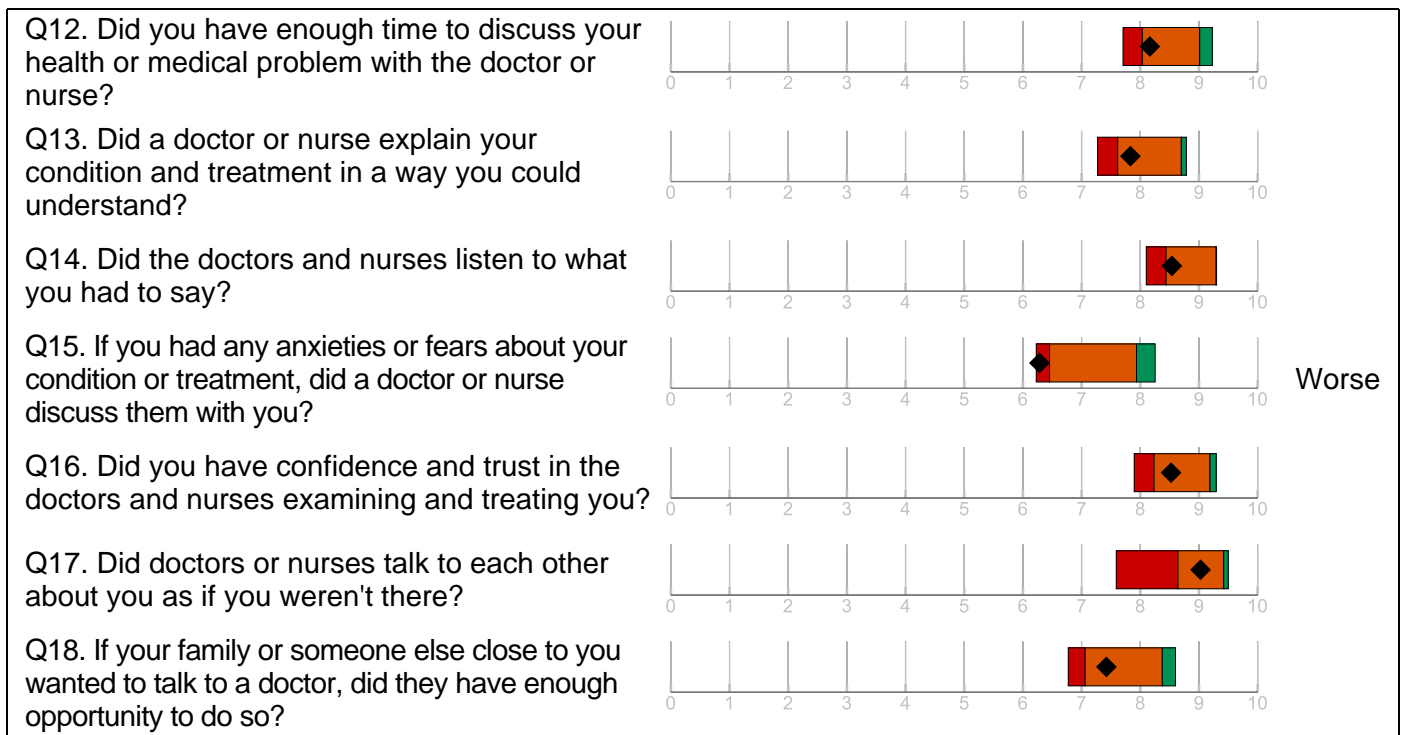 Q12. Did you have enough time to discuss your
health or medical problem with the doctor or
nurse?
0 1 2 3 4 5 6 7 8 9 10
Q13. Did a doctor or nurse explain your
condition and treatment in a way you could
understand?
0 1 2 3 4 5 6 7 8 9 10
Q14. Did the doctors and nurses listen to what
you had to say?
0 1 2 3 4 5 6 7 8 9 10
Q15. If you had any anxieties or fears about your
condition or treatment, did a doctor or nurse
discuss them with you?
0 1 2 3 4 5 6 7 8 9 10
Worse
Q16. Did you have confidence and trust in the
doctors and nurses examining and treating you?
0 1 2 3 4 5 6 7 8 9 10
Q17. Did doctors or nurses talk to each other
about you as if you weren't there?
0 1 2 3 4 5 6 7 8 9 10
Q18. If your family or someone else close to you
wanted to talk to a doctor, did they have enough
opportunity to do so?
0 1 2 3 4 5 6 7 8 9 10